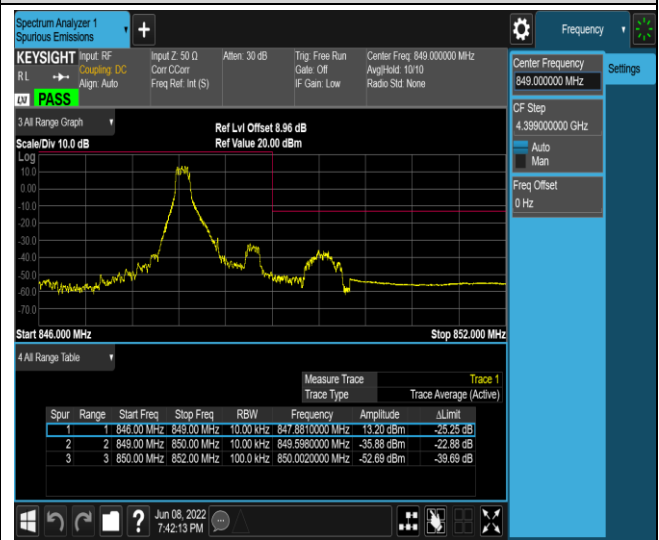 Spectrum Analyzer 1
Spurious Emissions
Frequency
KEYSIGHT
Input: RF
Coupling: DC
Align: Auto
Input Z: 50 Ω
Corr CCorr
Freq Ref: Int (S)
Atten: 30 dB
Trig: Free Run
Gate: Off
IF Gain: Low
Center Freq: 849.000000 MHz
Avg|Hold: 10/10
Radio Std: None
R L
LNI PASS
Center Frequency
849.000000 MHz
Settings
CF Step
4.399000000 GHz
Auto
Man
Freq Offset
0 Hz
3 All Range Graph
Scale/Div 10.0 dB
Ref Lvl Offset 8.96 dB
Ref Value 20.00 dBm
Log
10.0
0.00
-10.0
-20.0
-30.0
-40.0
-50.0
-60.0
-70.0
Start 846.000 MHz
Stop 852.000 MHz
4 All Range Table
Measure Trace Trace 1
Trace Type Trace Average (Active)
Spur Range Start Freq Stop Freq RBW Frequency Amplitude ΔLimit
1 1 846.00 MHz 849.00 MHz 10.00 kHz 847.8810000 MHz 13.20 dBm -25.25 dB
2 2 849.00 MHz 850.00 MHz 10.00 kHz 849.5980000 MHz -35.88 dBm -22.88 dB
3 3 850.00 MHz 852.00 MHz 100.0 kHz 850.0020000 MHz -52.69 dBm -39.69 dB
Jun 08, 2022
7:42:13 PM